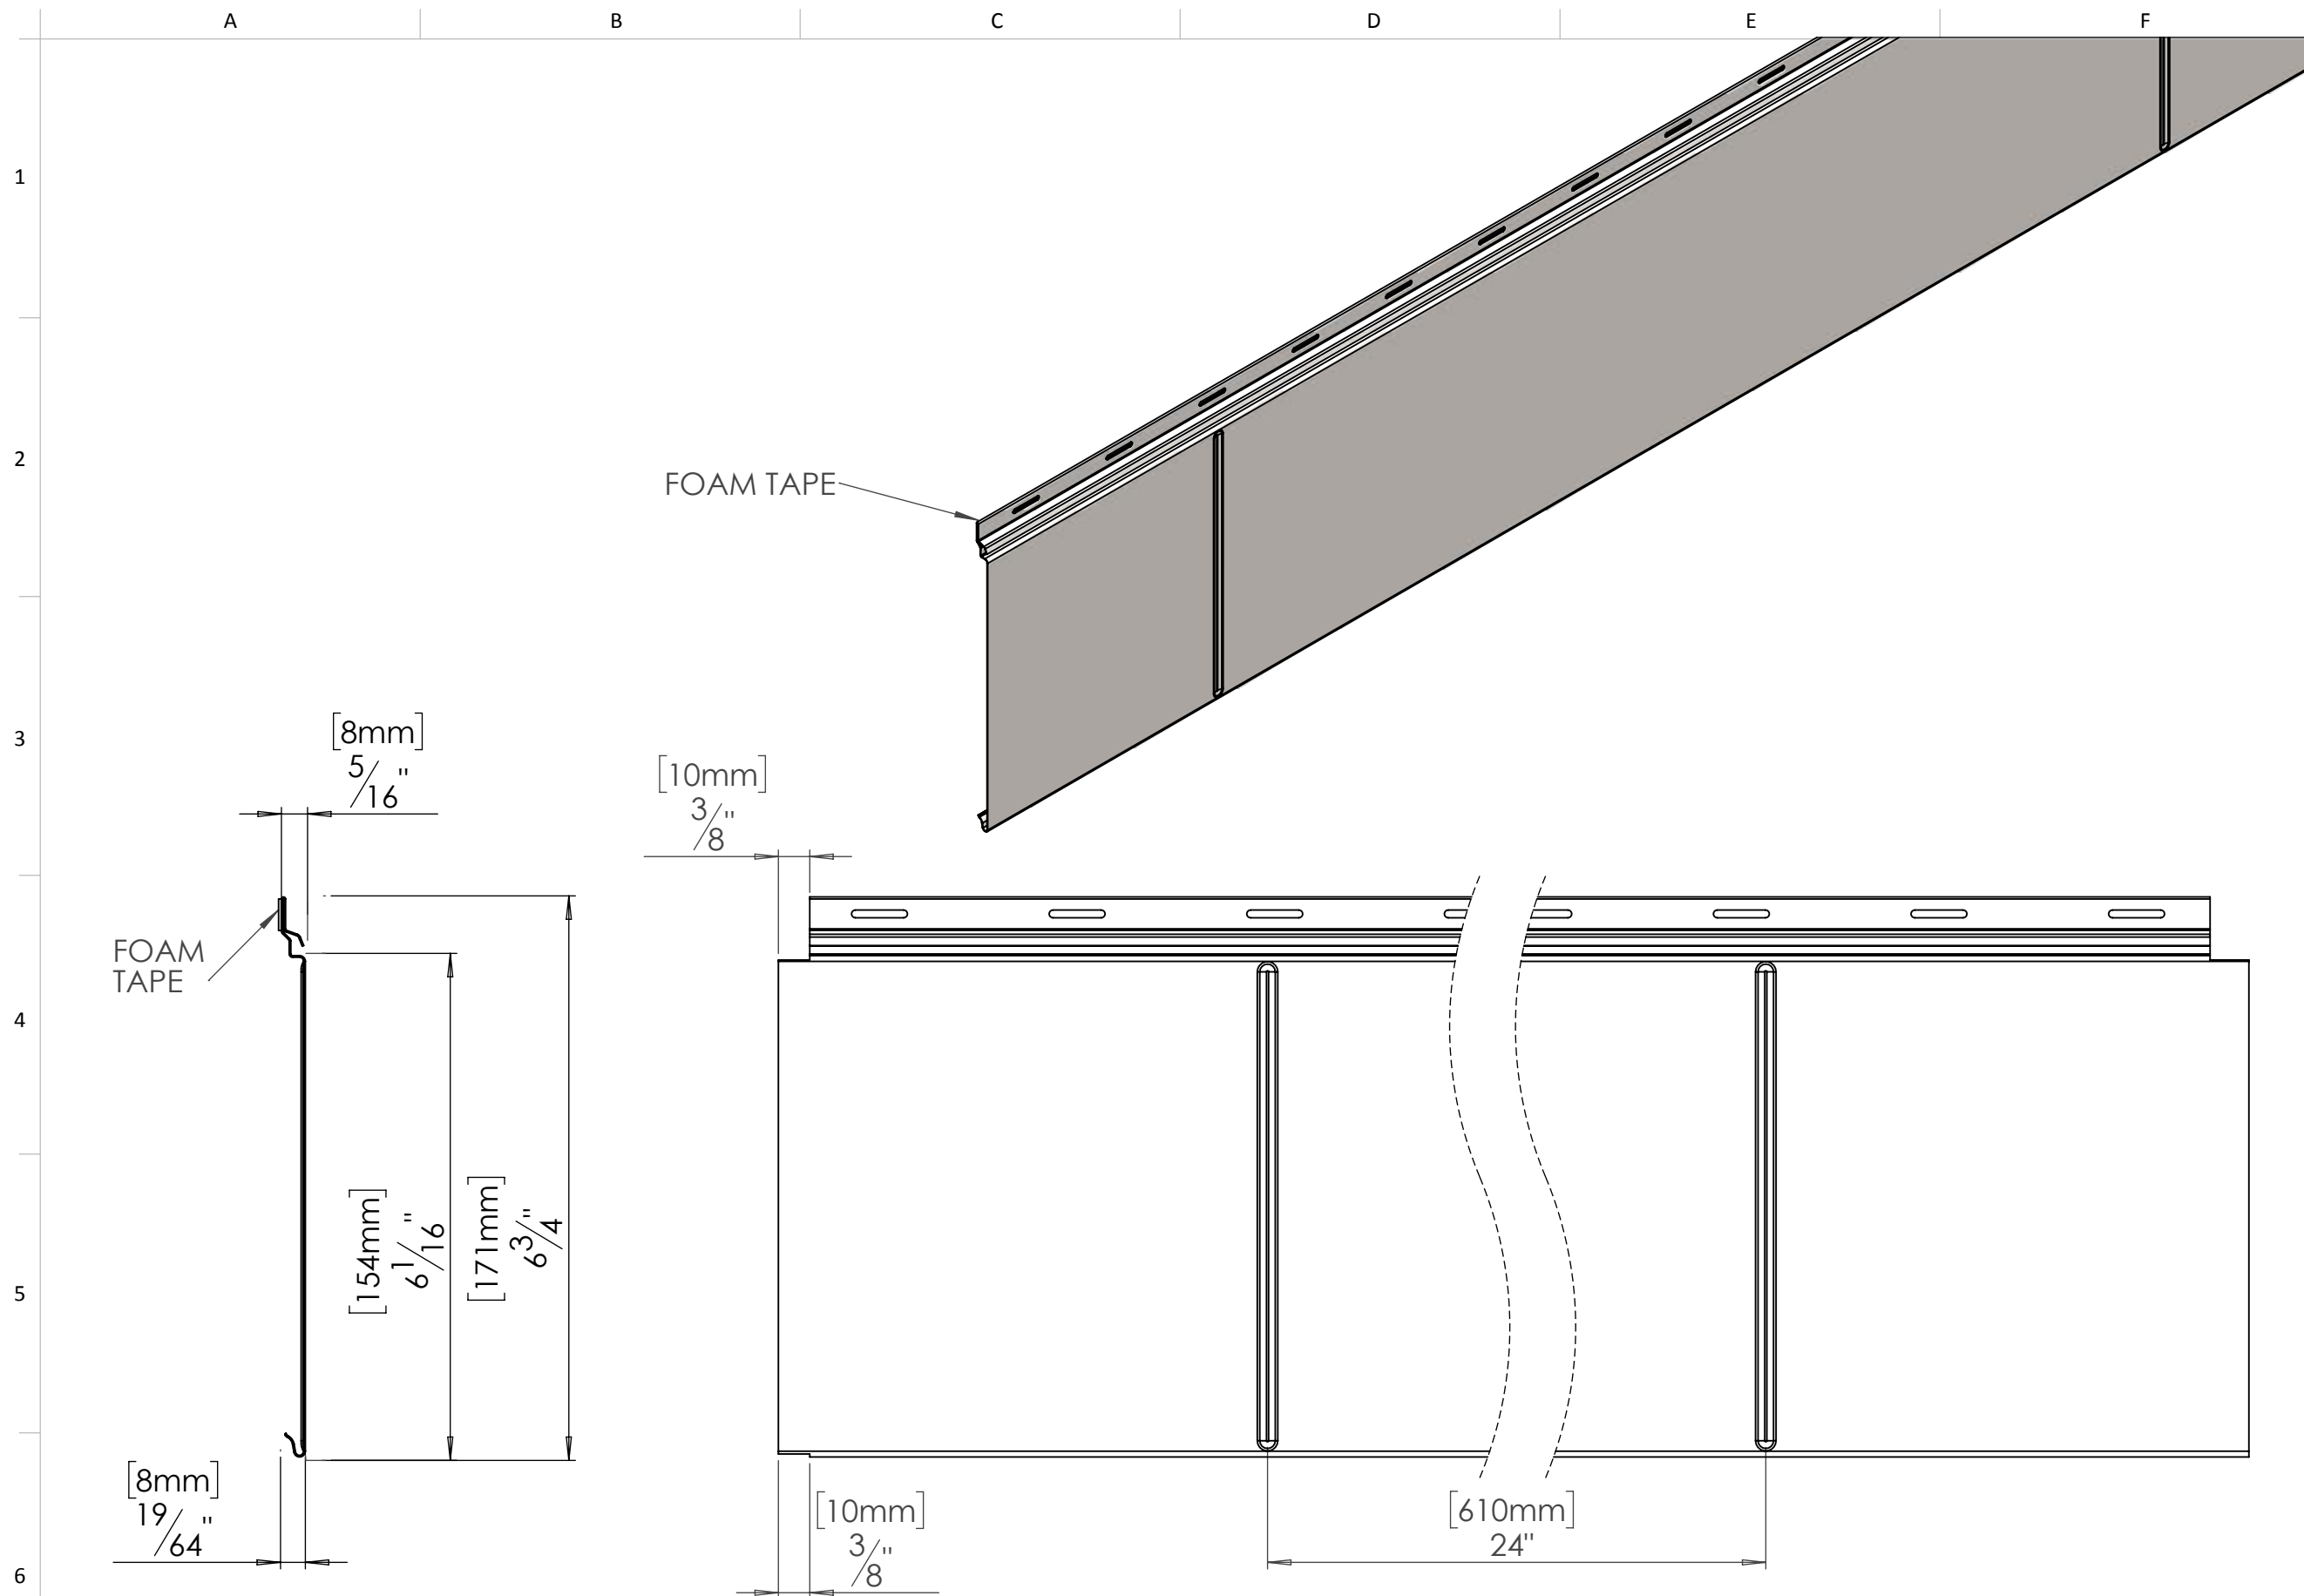 A B C D E F
1
2
FOAM TAPE
3
[8mm]
5/16"
[10mm]
3/8"
FOAM
TAPE
4
[154mm]
6 1/16"
[171mm]
6 3/4"
5
[8mm]
19/64"
[10mm]
3/8"
[610mm]
24"
6